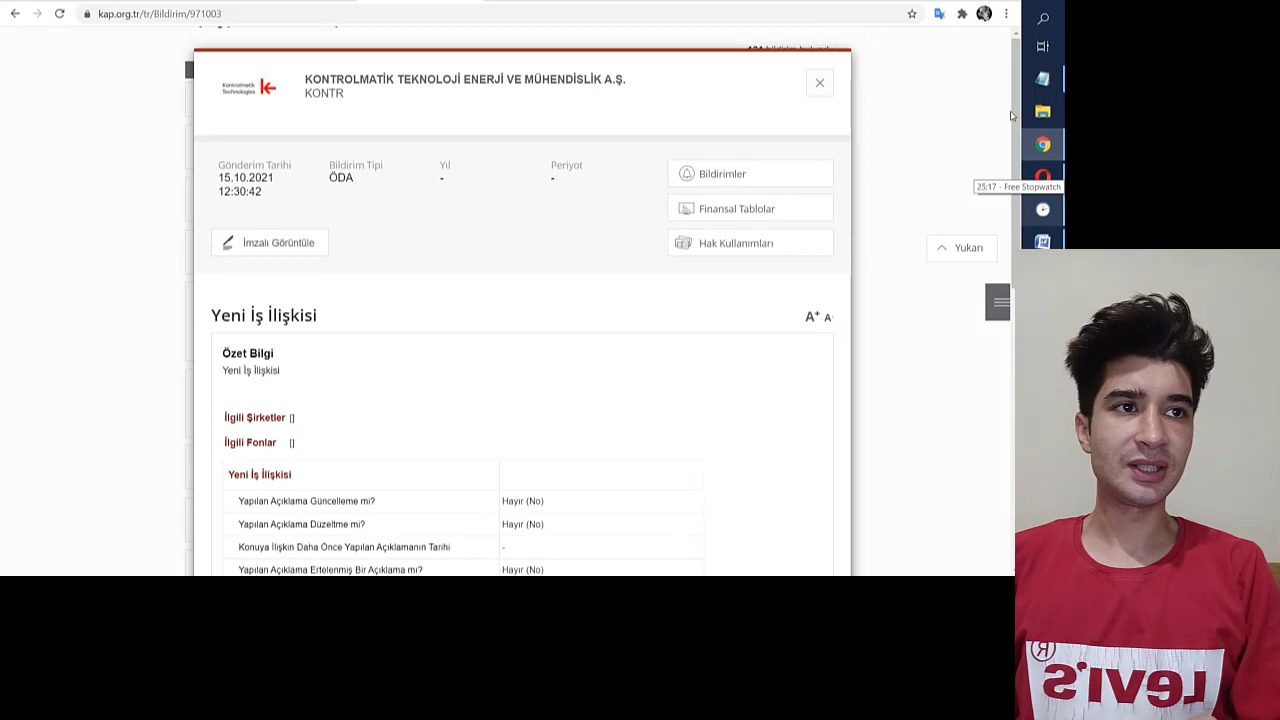 kap.org.tr/tr/Bildirim/971003
Kontrolmatik
Technologies
KONTROLMATİK TEKNOLOJİ ENERJİ VE MÜHENDİSLİK A.Ş.
KONTR
Gönderim Tarihi
15.10.2021
12:30:42
Bildirim Tipi
ÖDA
Yıl
-
Periyot
-
Bildirimler
Finansal Tablolar
Hak Kullanımları
İmzalı Görüntüle
25:17 - Free Stopwatch
Yukarı
Yeni İş İlişkisi
A+ A-
Özet Bilgi
Yeni İş İlişkisi
İlgili Şirketler []
İlgili Fonlar []
Yeni İş İlişkisi
Yapılan Açıklama Güncelleme mi? Hayır (No)
Yapılan Açıklama Düzeltme mi? Hayır (No)
Konuya İlişkin Daha Önce Yapılan Açıklamanın Tarihi -
Yapılan Açıklama Ertelenmiş Bir Açıklama mı? Hayır (No)
LEVI'S
®